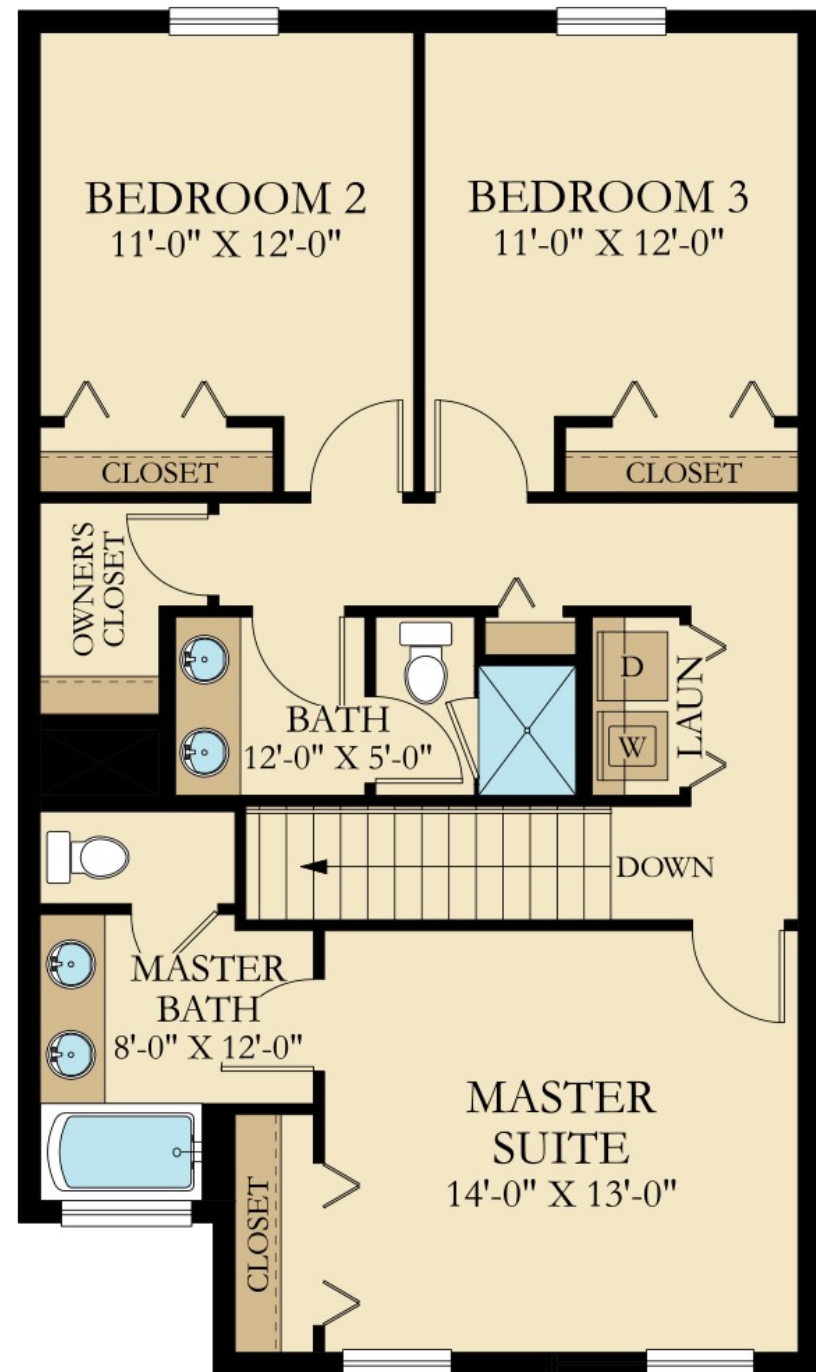 BEDROOM 2
11'-0" X 12'-0"
BEDROOM 3
11'-0" X 12'-0"
CLOSET
CLOSET
OWNER'S
CLOSET
BATH
12'-0" X 5'-0"
D
W
LAUN
DOWN
MASTER
BATH
8'-0" X 12'-0"
MASTER
SUITE
14'-0" X 13'-0"
CLOSET